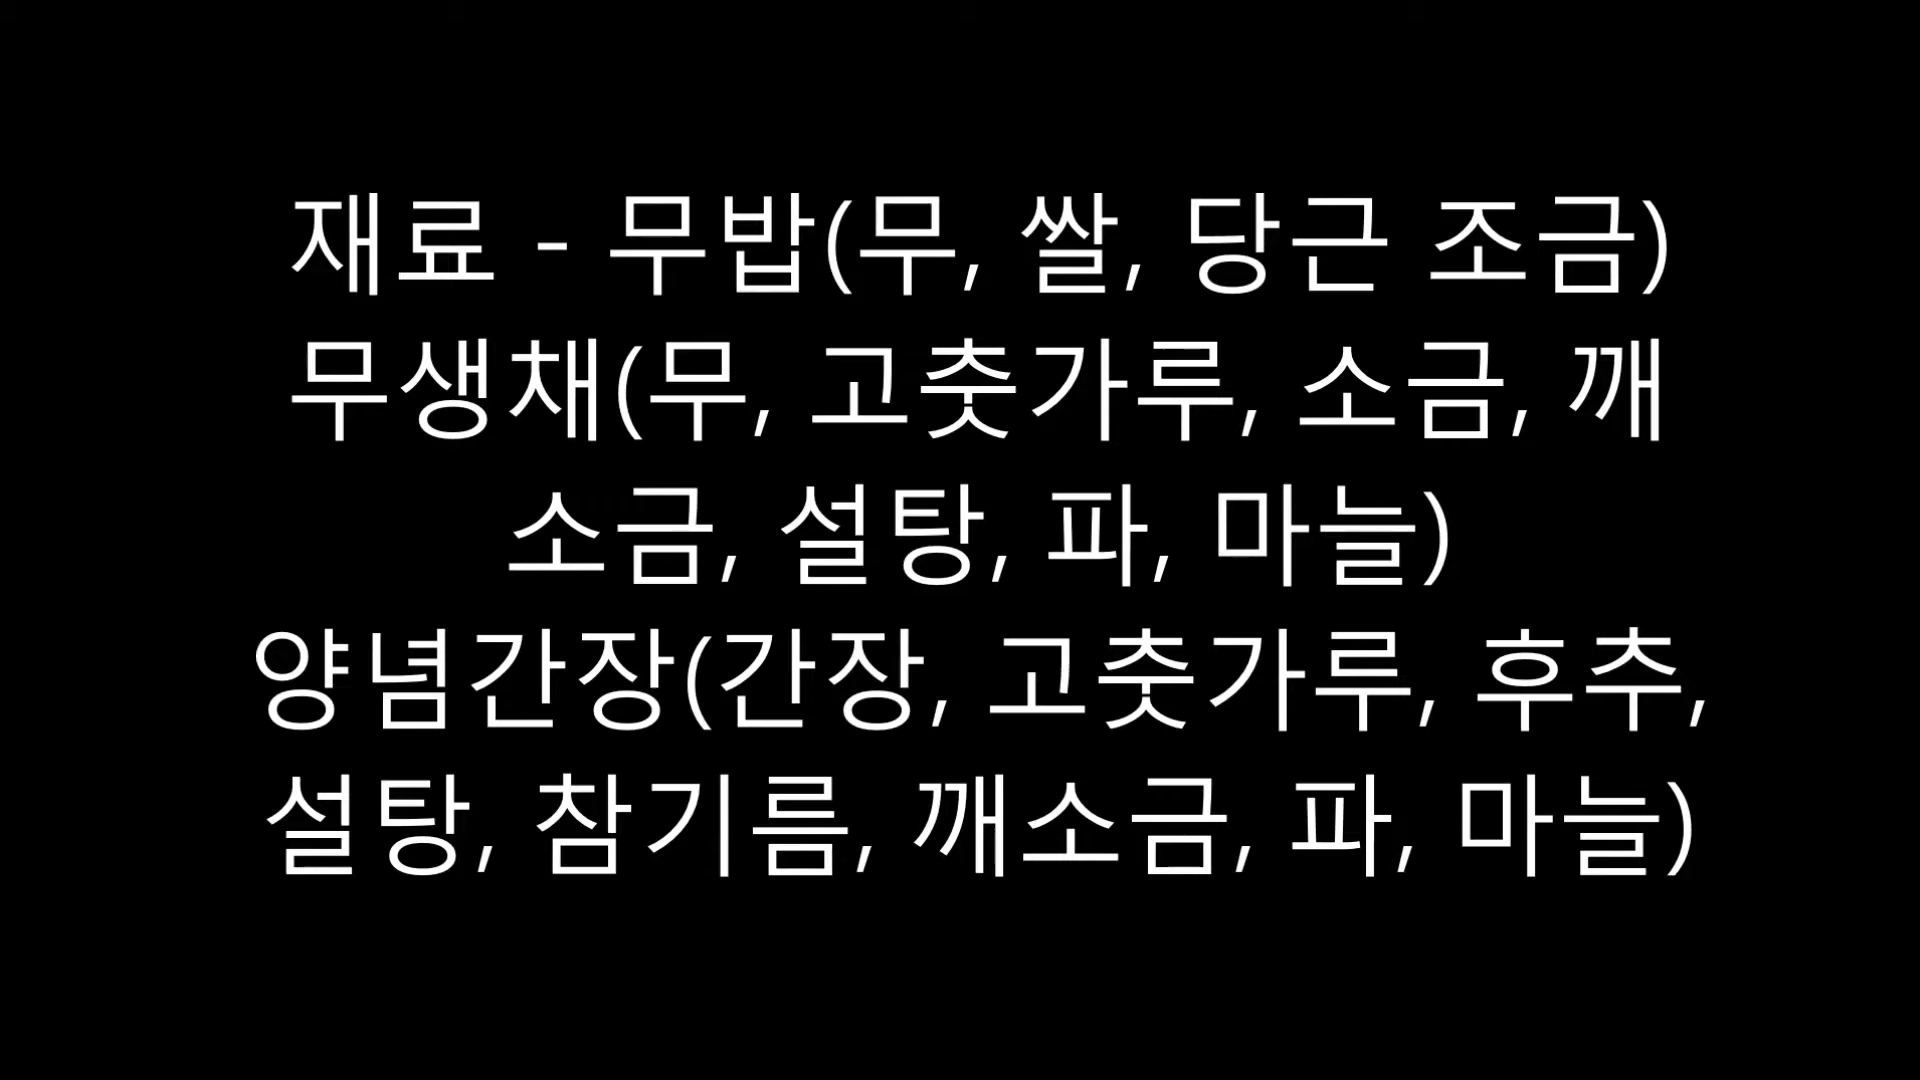 재료 - 무밥(무, 쌀, 당근 조금)
무생채(무, 고춧가루, 소금, 깨
소금, 설탕, 파, 마늘)
양념간장(간장, 고춧가루, 후추,
설탕, 참기름, 깨소금, 파, 마늘)